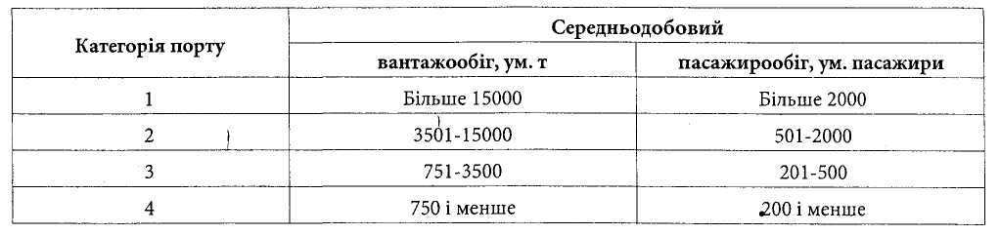 Категорія порту
Середньодобовий
вантажообіг, ум. т
пасажирообіг, ум. пасажири
1
Більше 15000
Більше 2000
2
3501-15000
501-2000
3
751-3500
201-500
4
750 і менше
200 і менше